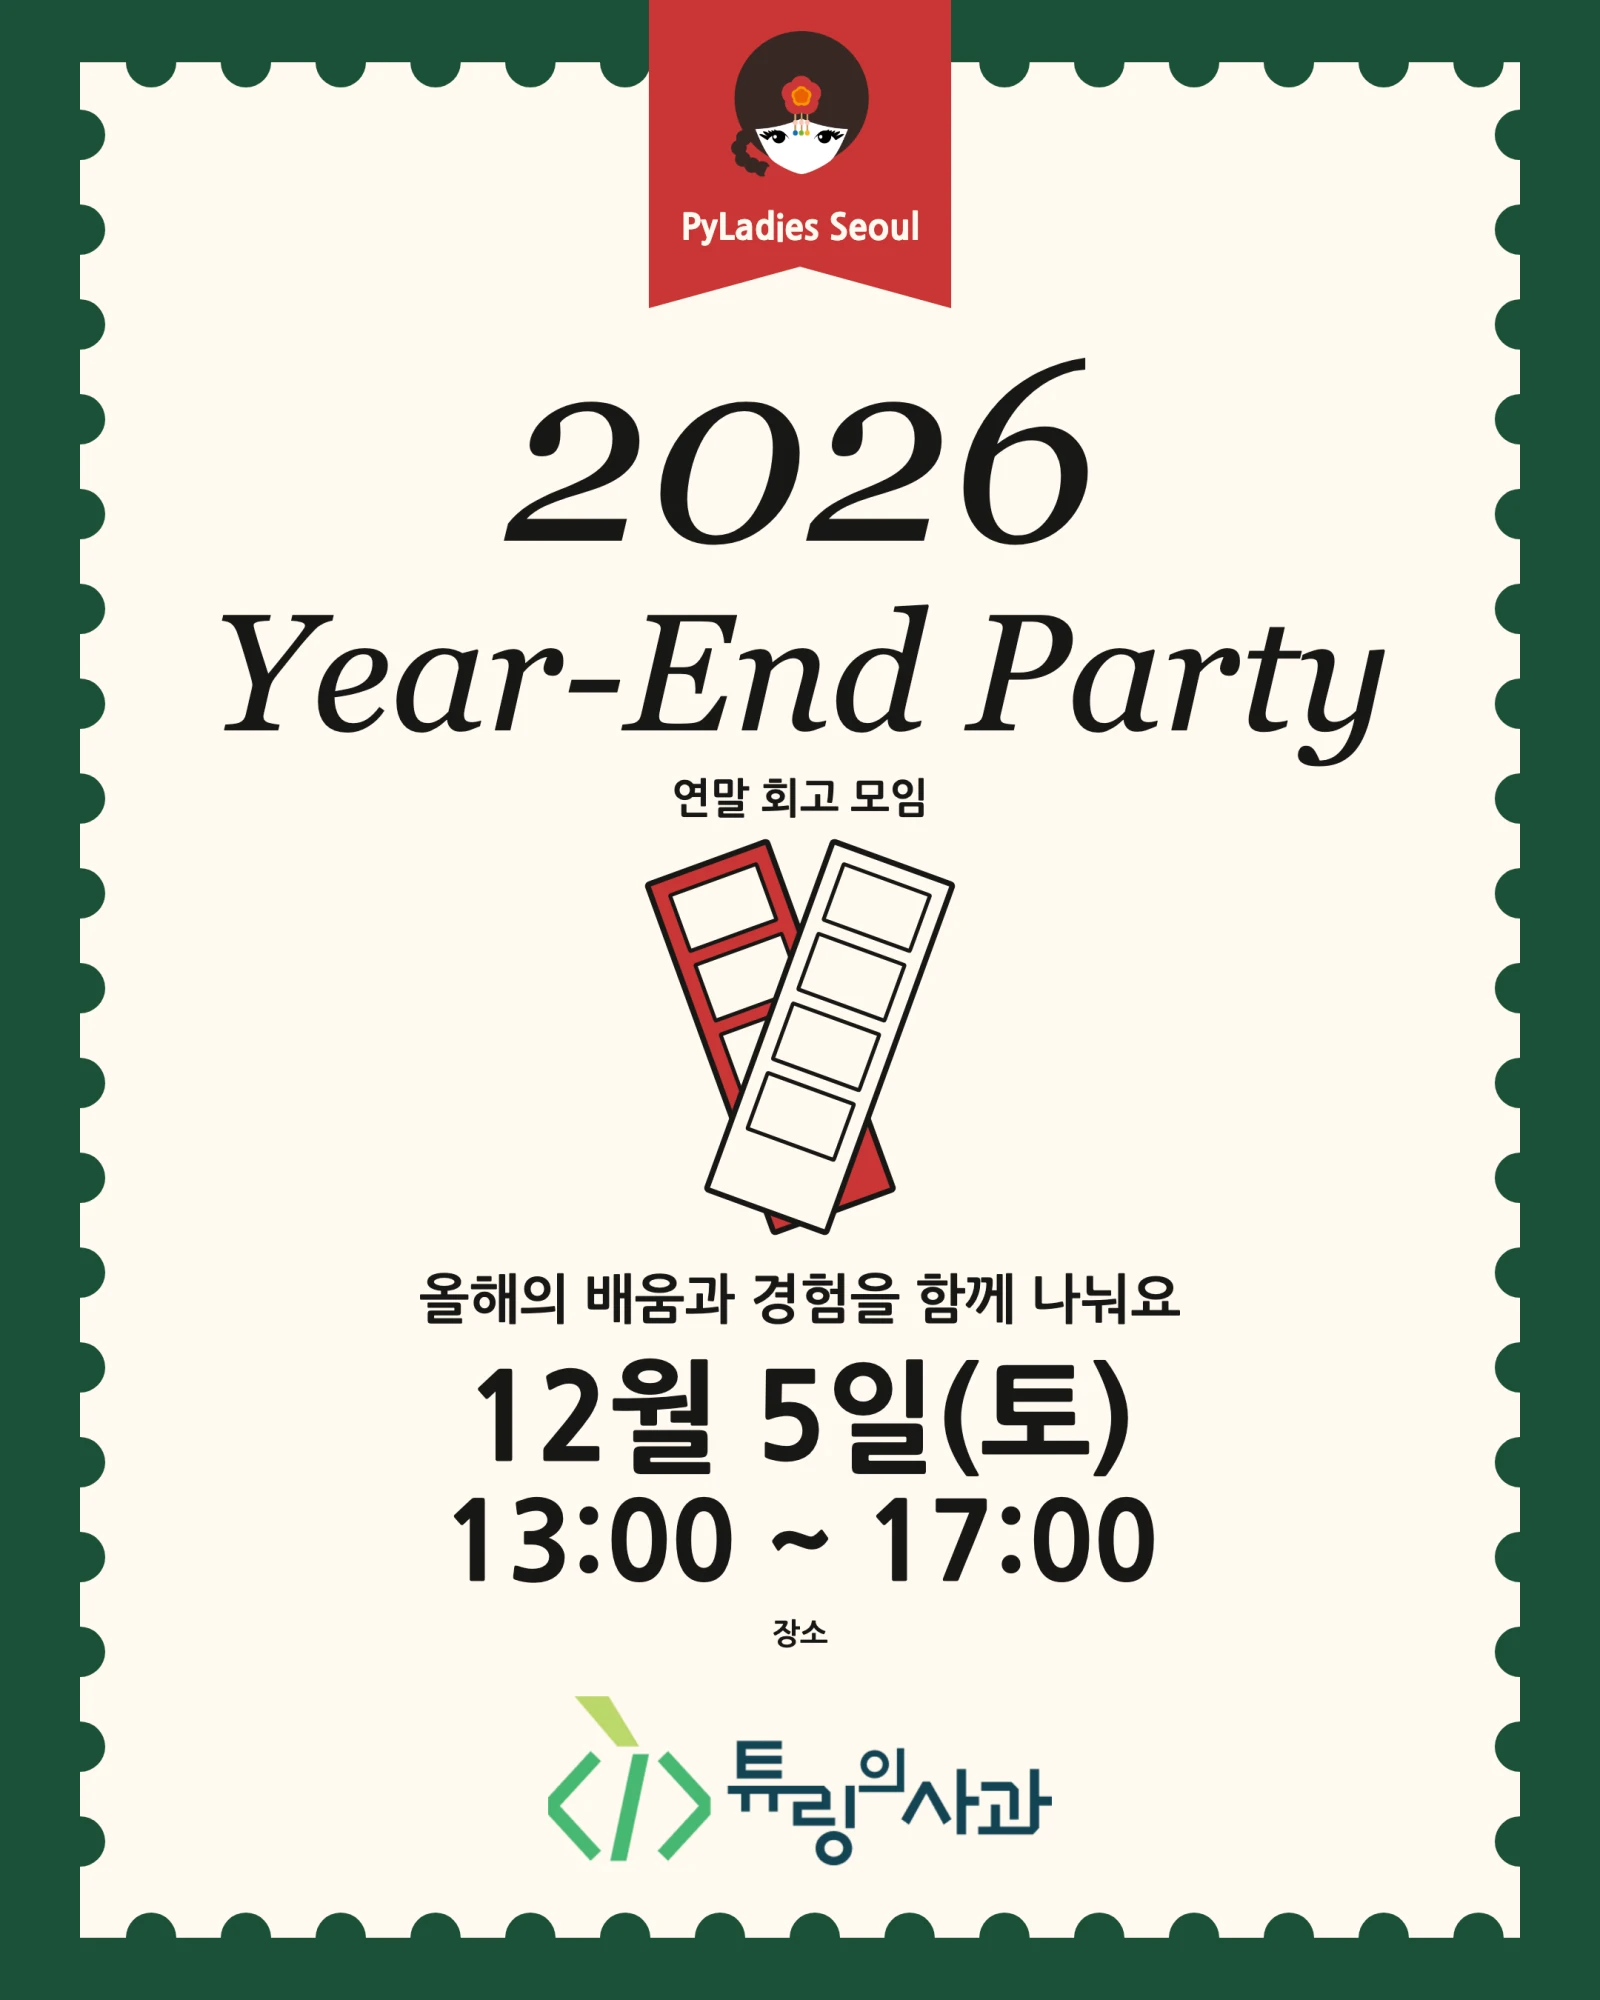 PyLadies Seoul
2026
Year-End Party
연말 회고 모임
올해의 배움과 경험을 함께 나눠요
12월 5일(토)
13:00 ~ 17:00
장소
튜링의사과